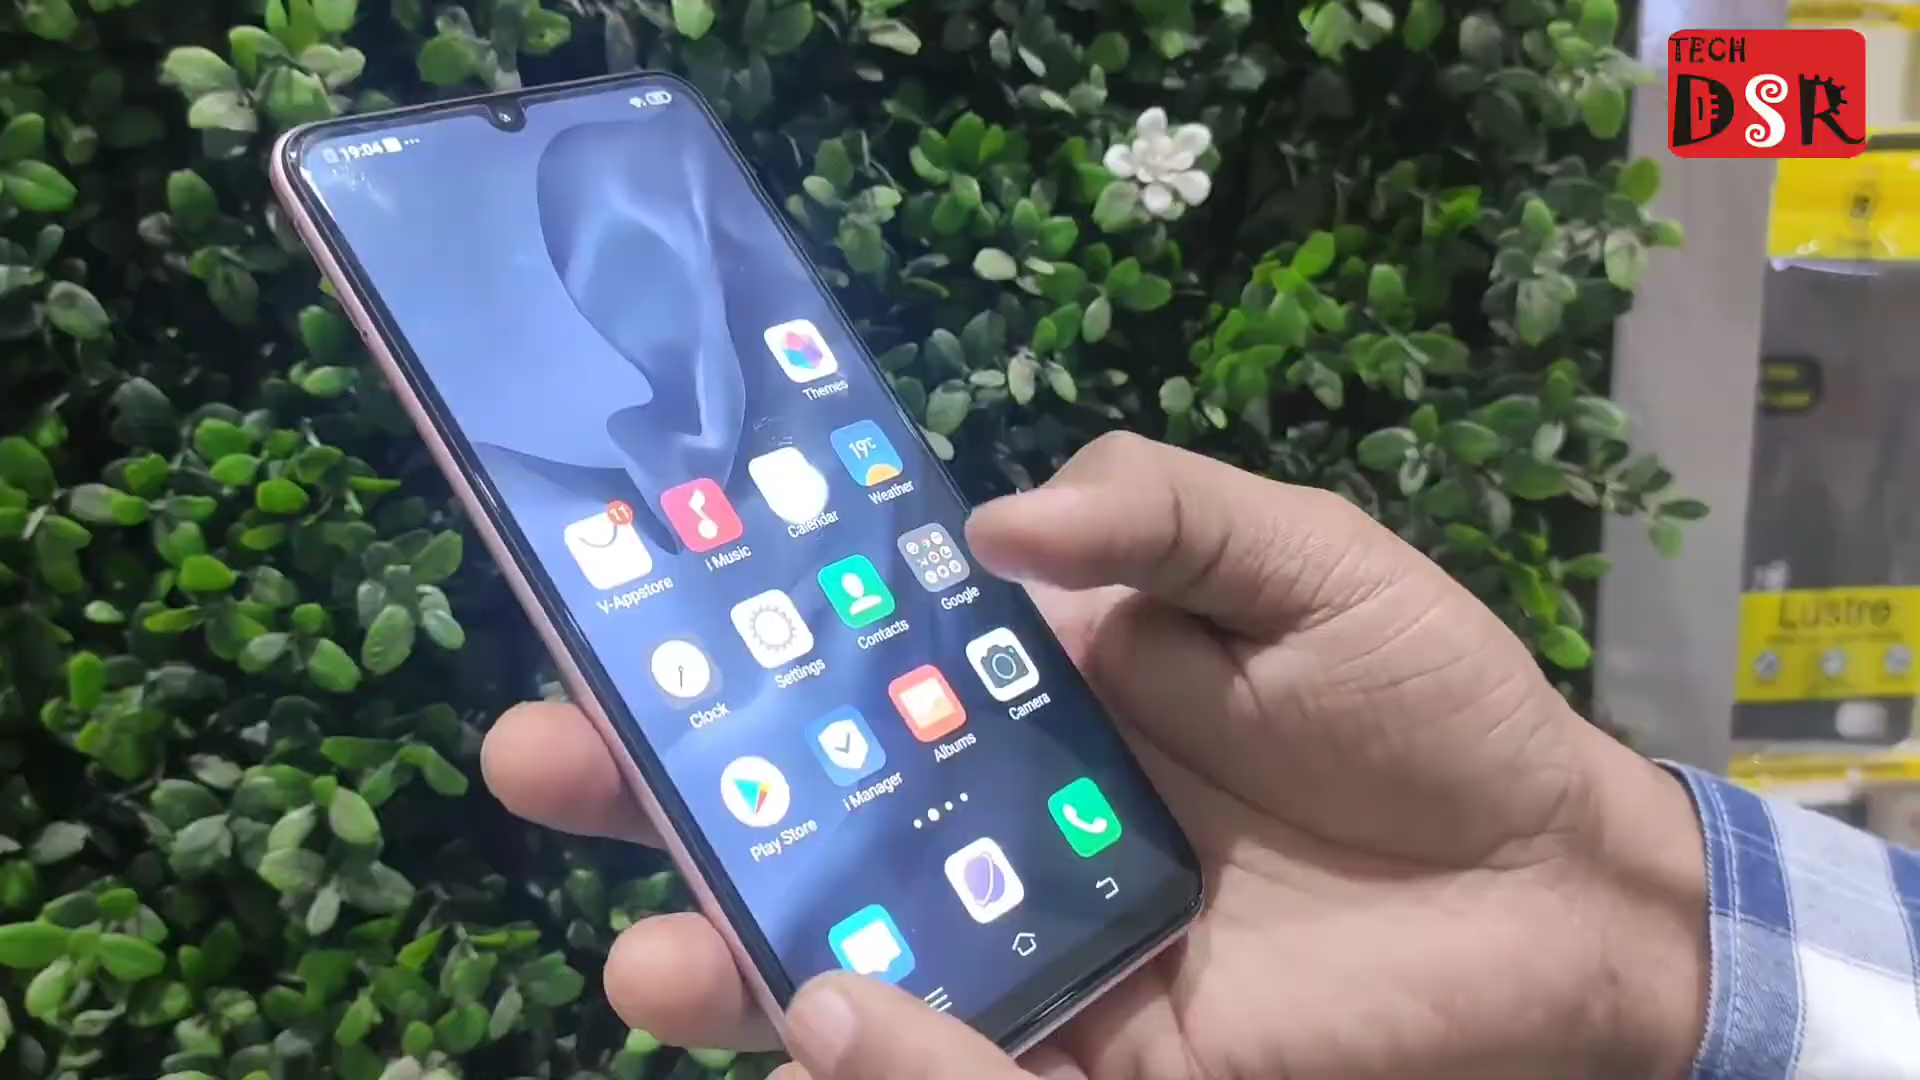 TECH
DSR
19:04
Themes
19°C
Weather
11
V-Appstore
i Music
Calendar
Google
Clock
Settings
Contacts
Camera
Play Store
i Manager
Albums
Lustre